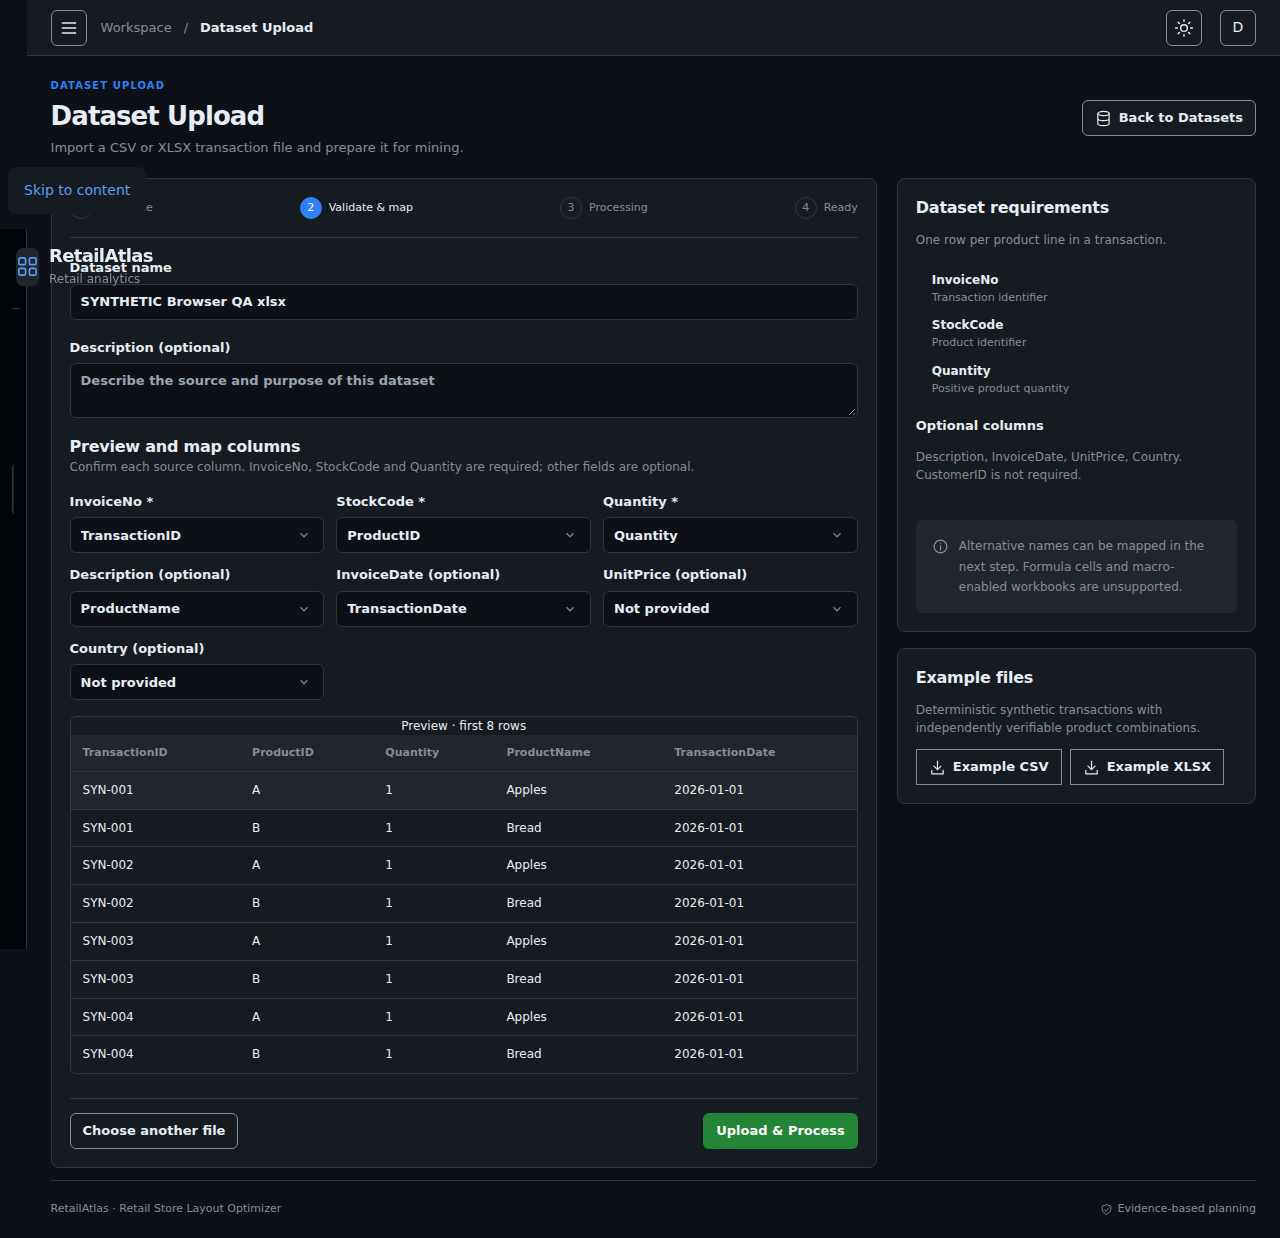 Workspace / Dataset Upload
D
DATASET UPLOAD
Dataset Upload
Import a CSV or XLSX transaction file and prepare it for mining.
Back to Datasets
Skip to content
2 Validate & map
3 Processing
4 Ready
RetailAtlas
Retail analytics
Dataset name
SYNTHETIC Browser QA xlsx
Description (optional)
Describe the source and purpose of this dataset
Preview and map columns
Confirm each source column. InvoiceNo, StockCode and Quantity are required; other fields are optional.
InvoiceNo * StockCode * Quantity *
TransactionID ProductID Quantity
Description (optional) InvoiceDate (optional) UnitPrice (optional)
ProductName TransactionDate Not provided
Country (optional)
Not provided
Preview · first 8 rows
TransactionID ProductID Quantity ProductName TransactionDate
SYN-001 A 1 Apples 2026-01-01
SYN-001 B 1 Bread 2026-01-01
SYN-002 A 1 Apples 2026-01-01
SYN-002 B 1 Bread 2026-01-01
SYN-003 A 1 Apples 2026-01-01
SYN-003 B 1 Bread 2026-01-01
SYN-004 A 1 Apples 2026-01-01
SYN-004 B 1 Bread 2026-01-01
Choose another file
Upload & Process
Dataset requirements
One row per product line in a transaction.
InvoiceNo
Transaction identifier
StockCode
Product identifier
Quantity
Positive product quantity
Optional columns
Description, InvoiceDate, UnitPrice, Country.
CustomerID is not required.
Alternative names can be mapped in the
next step. Formula cells and macro-
enabled workbooks are unsupported.
Example files
Deterministic synthetic transactions with
independently verifiable product combinations.
Example CSV
Example XLSX
RetailAtlas · Retail Store Layout Optimizer
Evidence-based planning